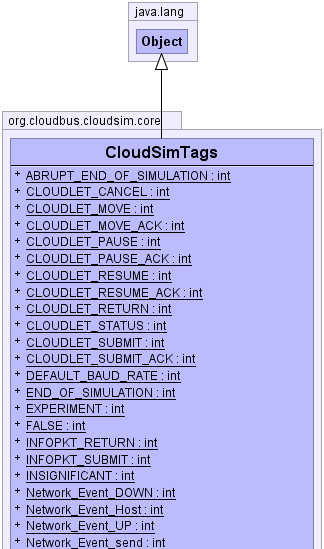 java.lang
Object
org.cloudbus.cloudsim.core
CloudSimTags
+ ABRUPT_END_OF_SIMULATION : int
+ CLOUDLET_CANCEL : int
+ CLOUDLET_MOVE : int
+ CLOUDLET_MOVE_ACK : int
+ CLOUDLET_PAUSE : int
+ CLOUDLET_PAUSE_ACK : int
+ CLOUDLET_RESUME : int
+ CLOUDLET_RESUME_ACK : int
+ CLOUDLET_RETURN : int
+ CLOUDLET_STATUS : int
+ CLOUDLET_SUBMIT : int
+ CLOUDLET_SUBMIT_ACK : int
+ DEFAULT_BAUD_RATE : int
+ END_OF_SIMULATION : int
+ EXPERIMENT : int
+ FALSE : int
+ INFOPKT_RETURN : int
+ INFOPKT_SUBMIT : int
+ INSIGNIFICANT : int
+ Network_Event_DOWN : int
+ Network_Event_Host : int
+ Network_Event_UP : int
+ Network_Event_send : int